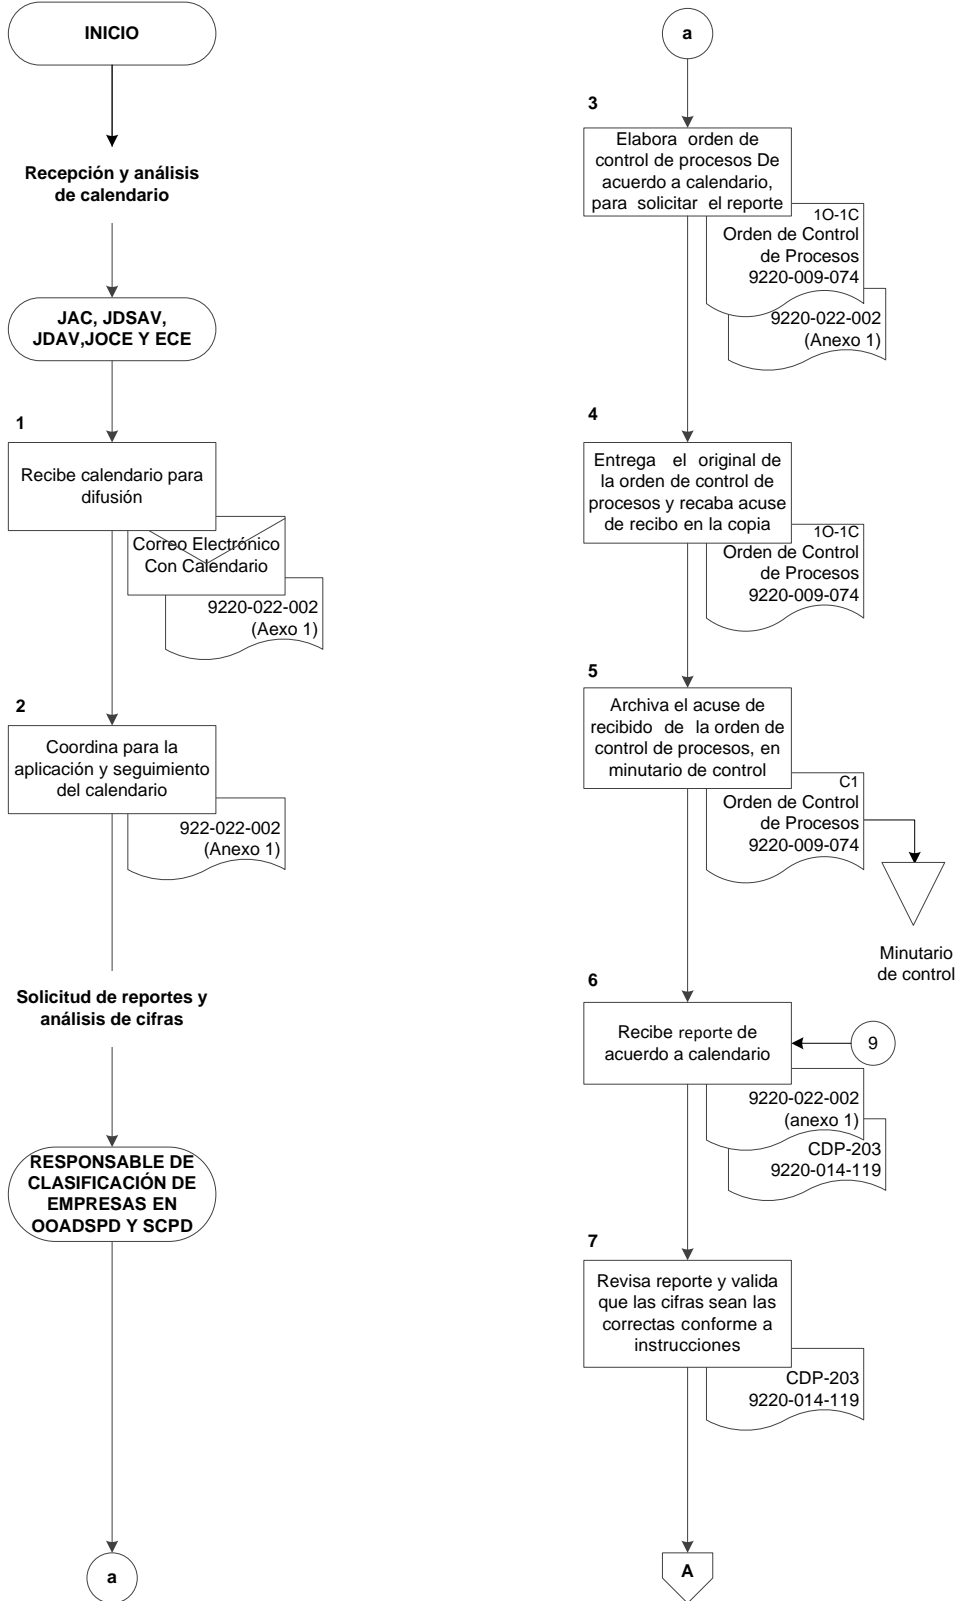 INICIO
Recepción y análisis
de calendario
JAC, JDSAV,
JDAV,JOCE Y ECE
1
Recibe calendario para
difusión
Correo Electrónico
Con Calendario
9220-022-002
(Aexo 1)
2
Coordina para la
aplicación y seguimiento
del calendario
922-022-002
(Anexo 1)
Solicitud de reportes y
análisis de cifras
RESPONSABLE DE
CLASIFICACIÓN DE
EMPRESAS EN
OOADSPD Y SCPD
a
a
3
Elabora orden de
control de procesos De
acuerdo a calendario,
para solicitar el reporte
1O-1C
Orden de Control
de Procesos
9220-009-074
9220-022-002
(Anexo 1)
4
Entrega el original de
la orden de control de
procesos y recaba acuse
de recibo en la copia
1O-1C
Orden de Control
de Procesos
9220-009-074
5
Archiva el acuse de
recibido de la orden de
control de procesos, en
minutario de control
C1
Orden de Control
de Procesos
9220-009-074
Minutario
de control
6
Recibe reporte de
acuerdo a calendario
9
9220-022-002
(anexo 1)
CDP-203
9220-014-119
7
Revisa reporte y valida
que las cifras sean las
correctas conforme a
instrucciones
CDP-203
9220-014-119
A